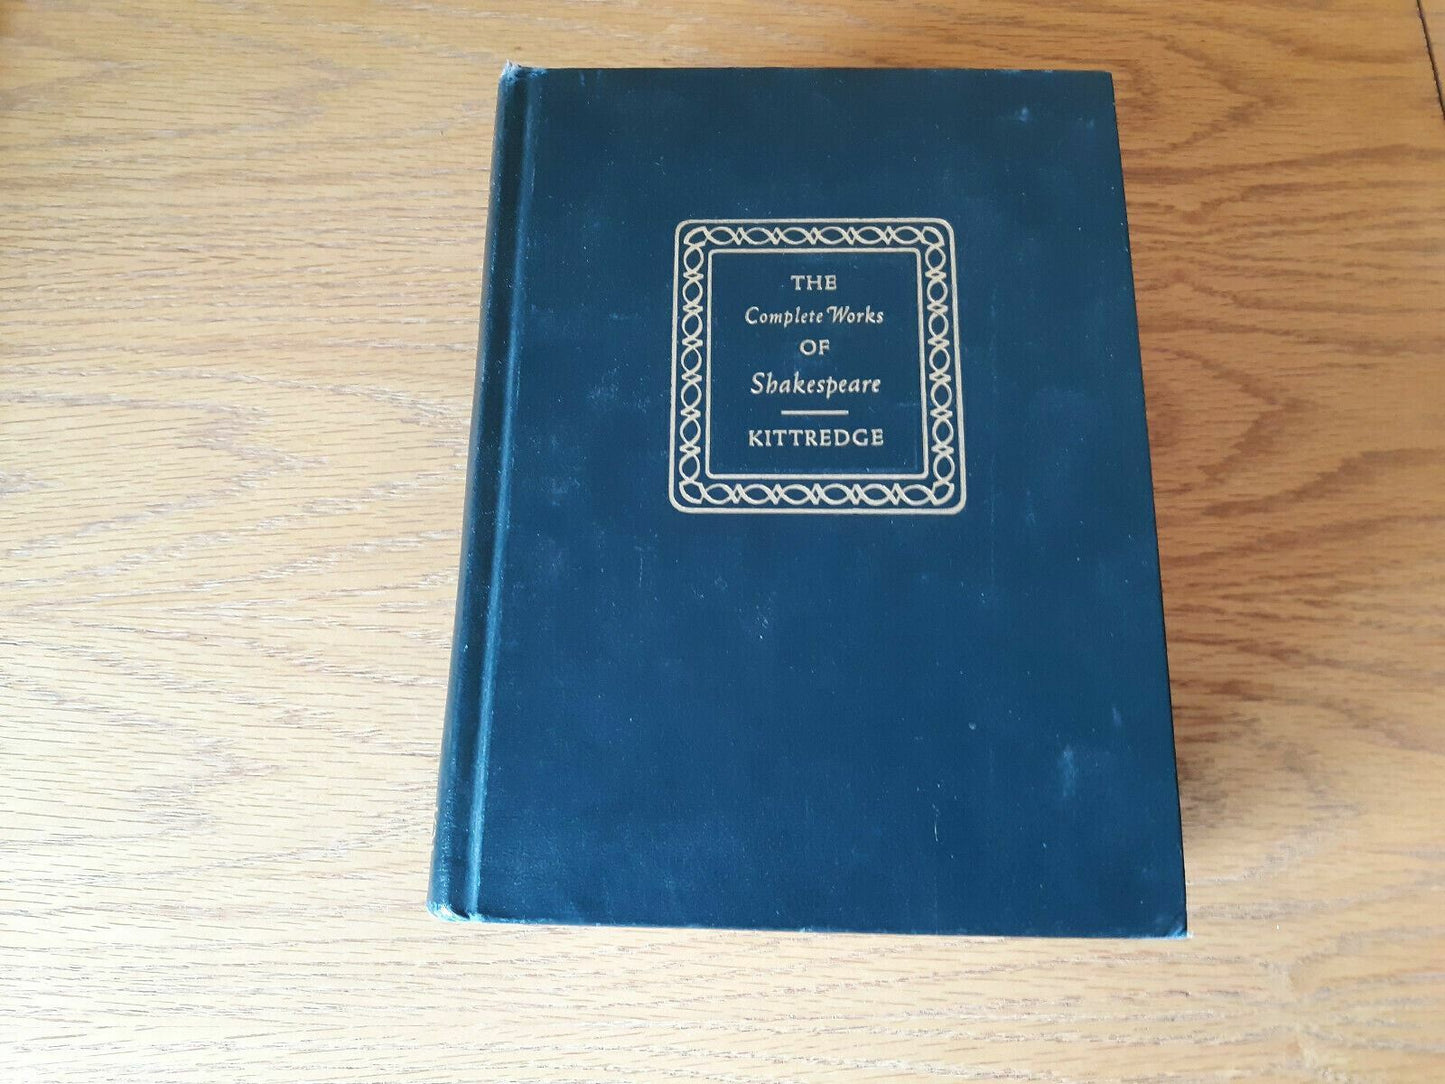 THE
Complete Works
OF
Shakespeare
KITTREDGE